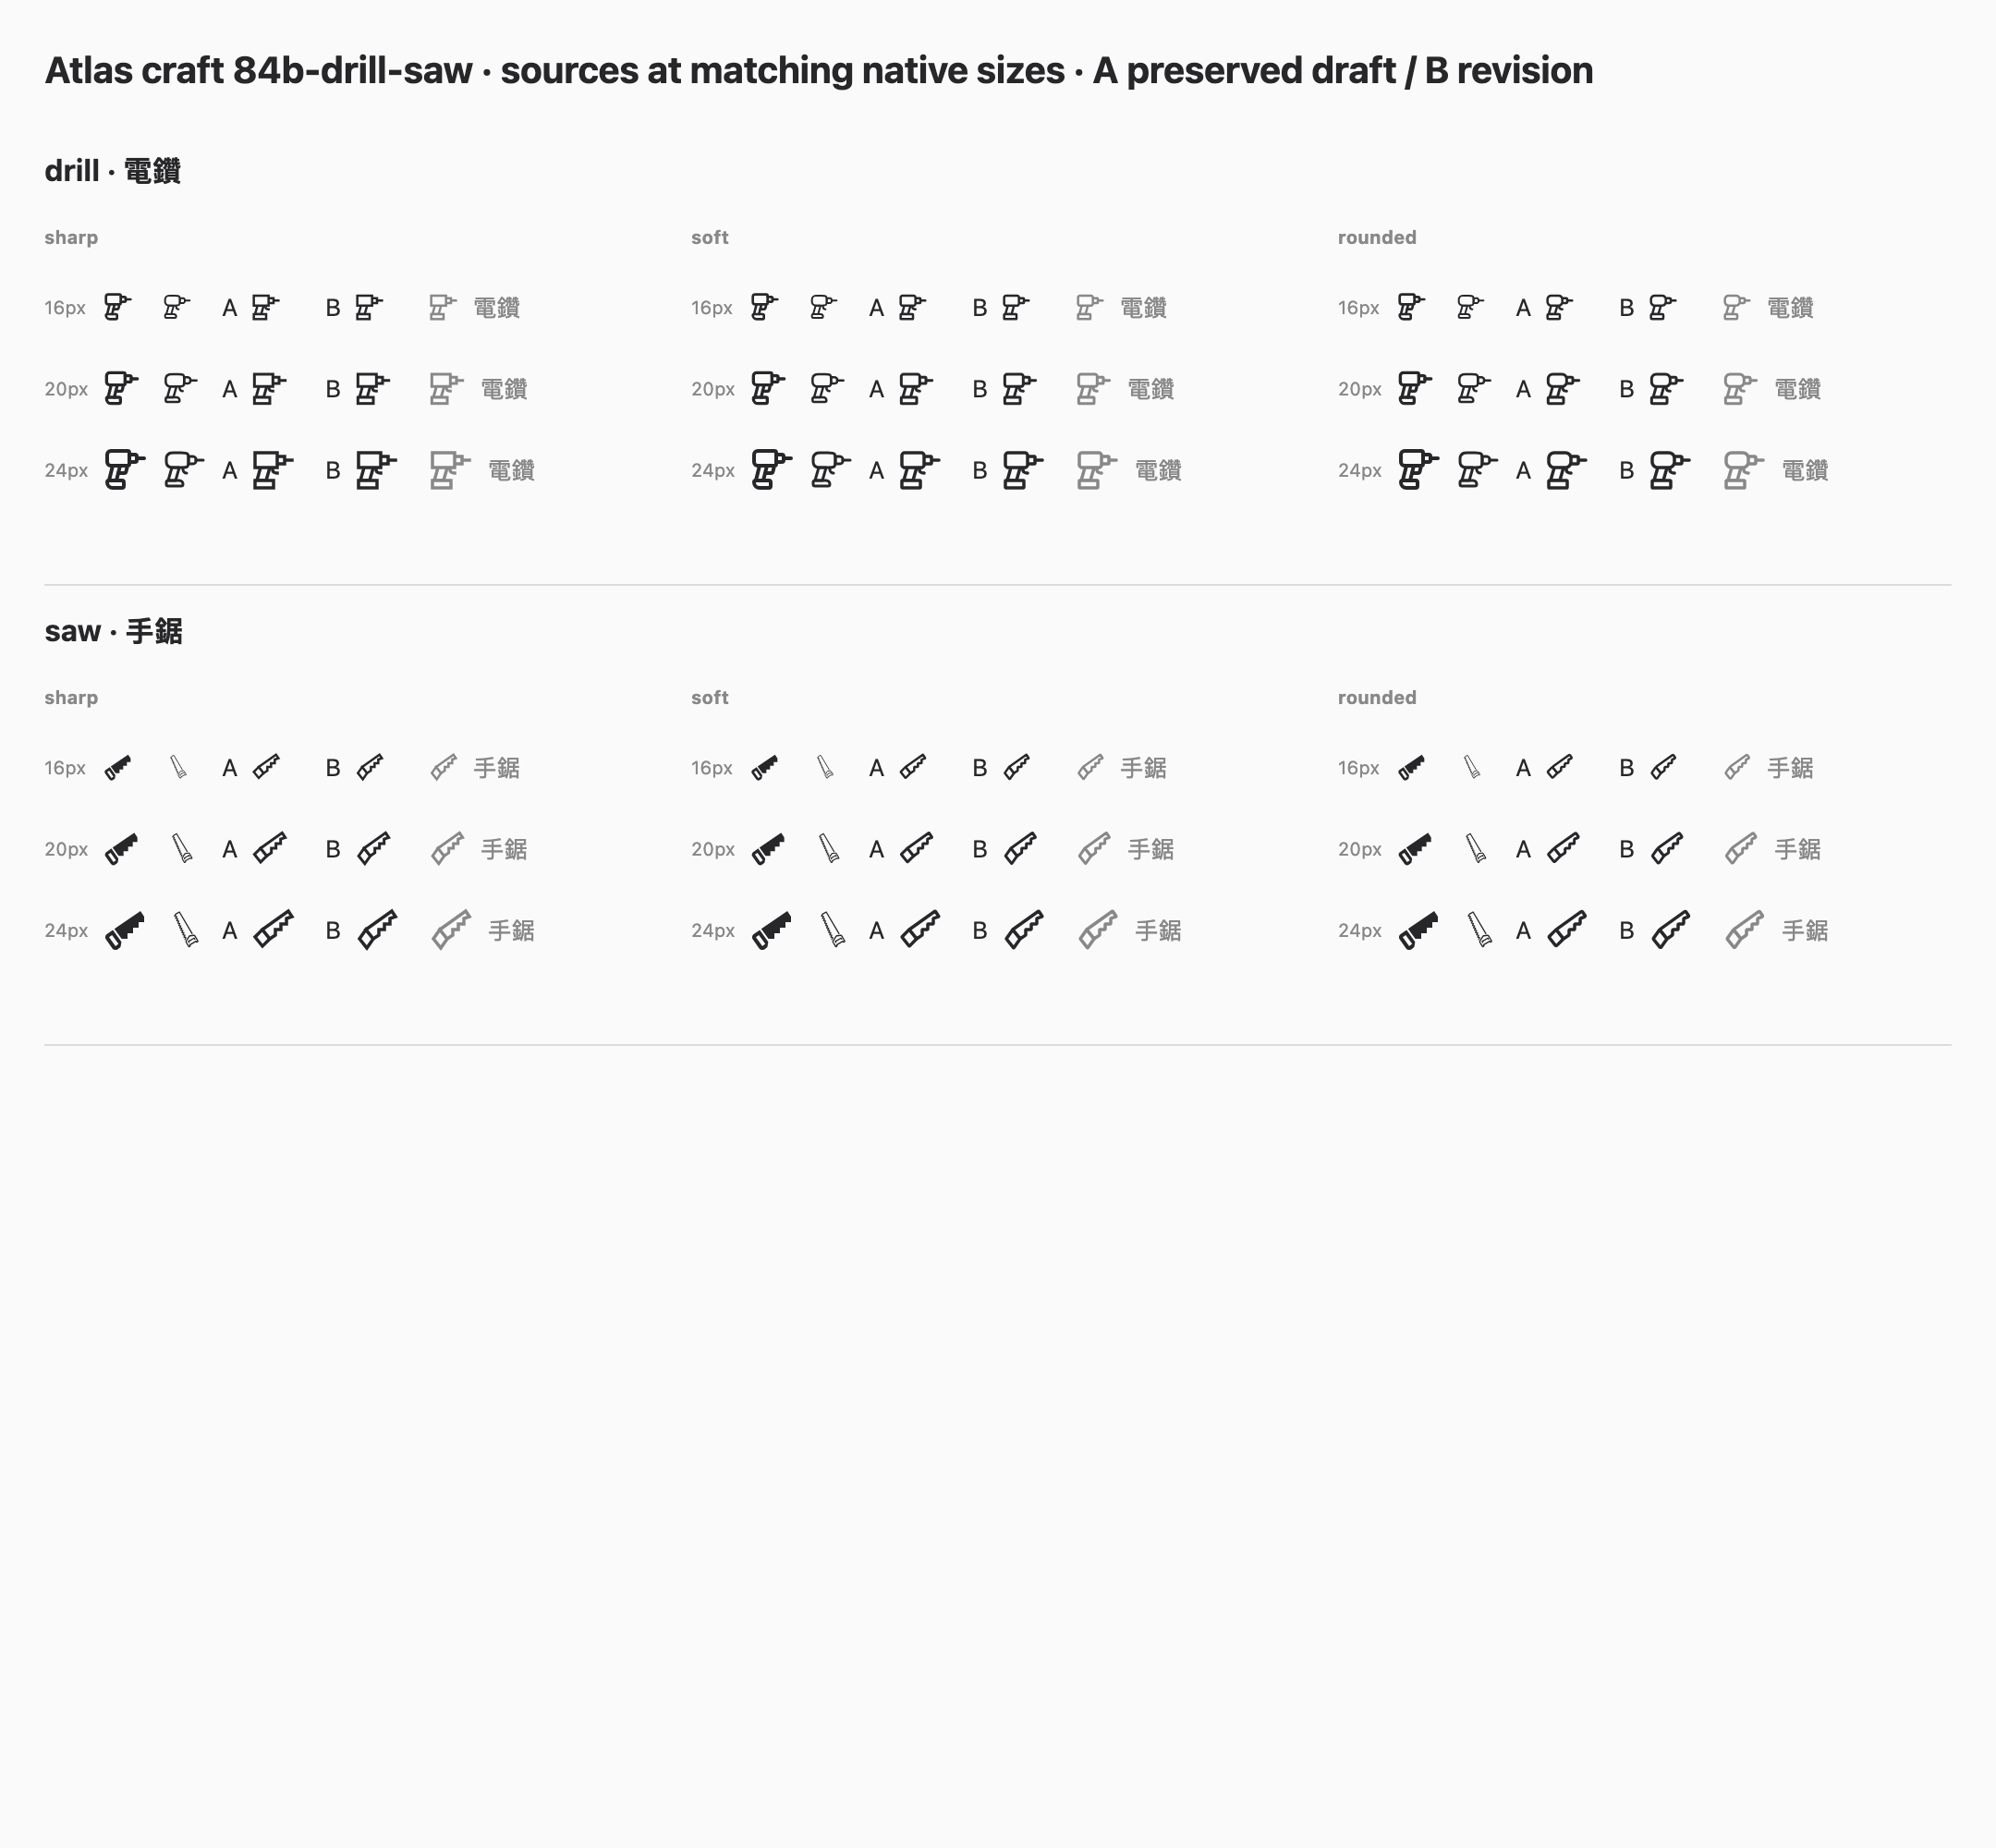 Atlas craft 84b-drill-saw · sources at matching native sizes · A preserved draft / B revision
drill · 電鑽
sharp soft rounded
16px A B 電鑽 16px A B 電鑽 16px A B 電鑽
20px A B 電鑽 20px A B 電鑽 20px A B 電鑽
24px A B 電鑽 24px A B 電鑽 24px A B 電鑽
saw · 手鋸
sharp soft rounded
16px A B 手鋸 16px A B 手鋸 16px A B 手鋸
20px A B 手鋸 20px A B 手鋸 20px A B 手鋸
24px A B 手鋸 24px A B 手鋸 24px A B 手鋸